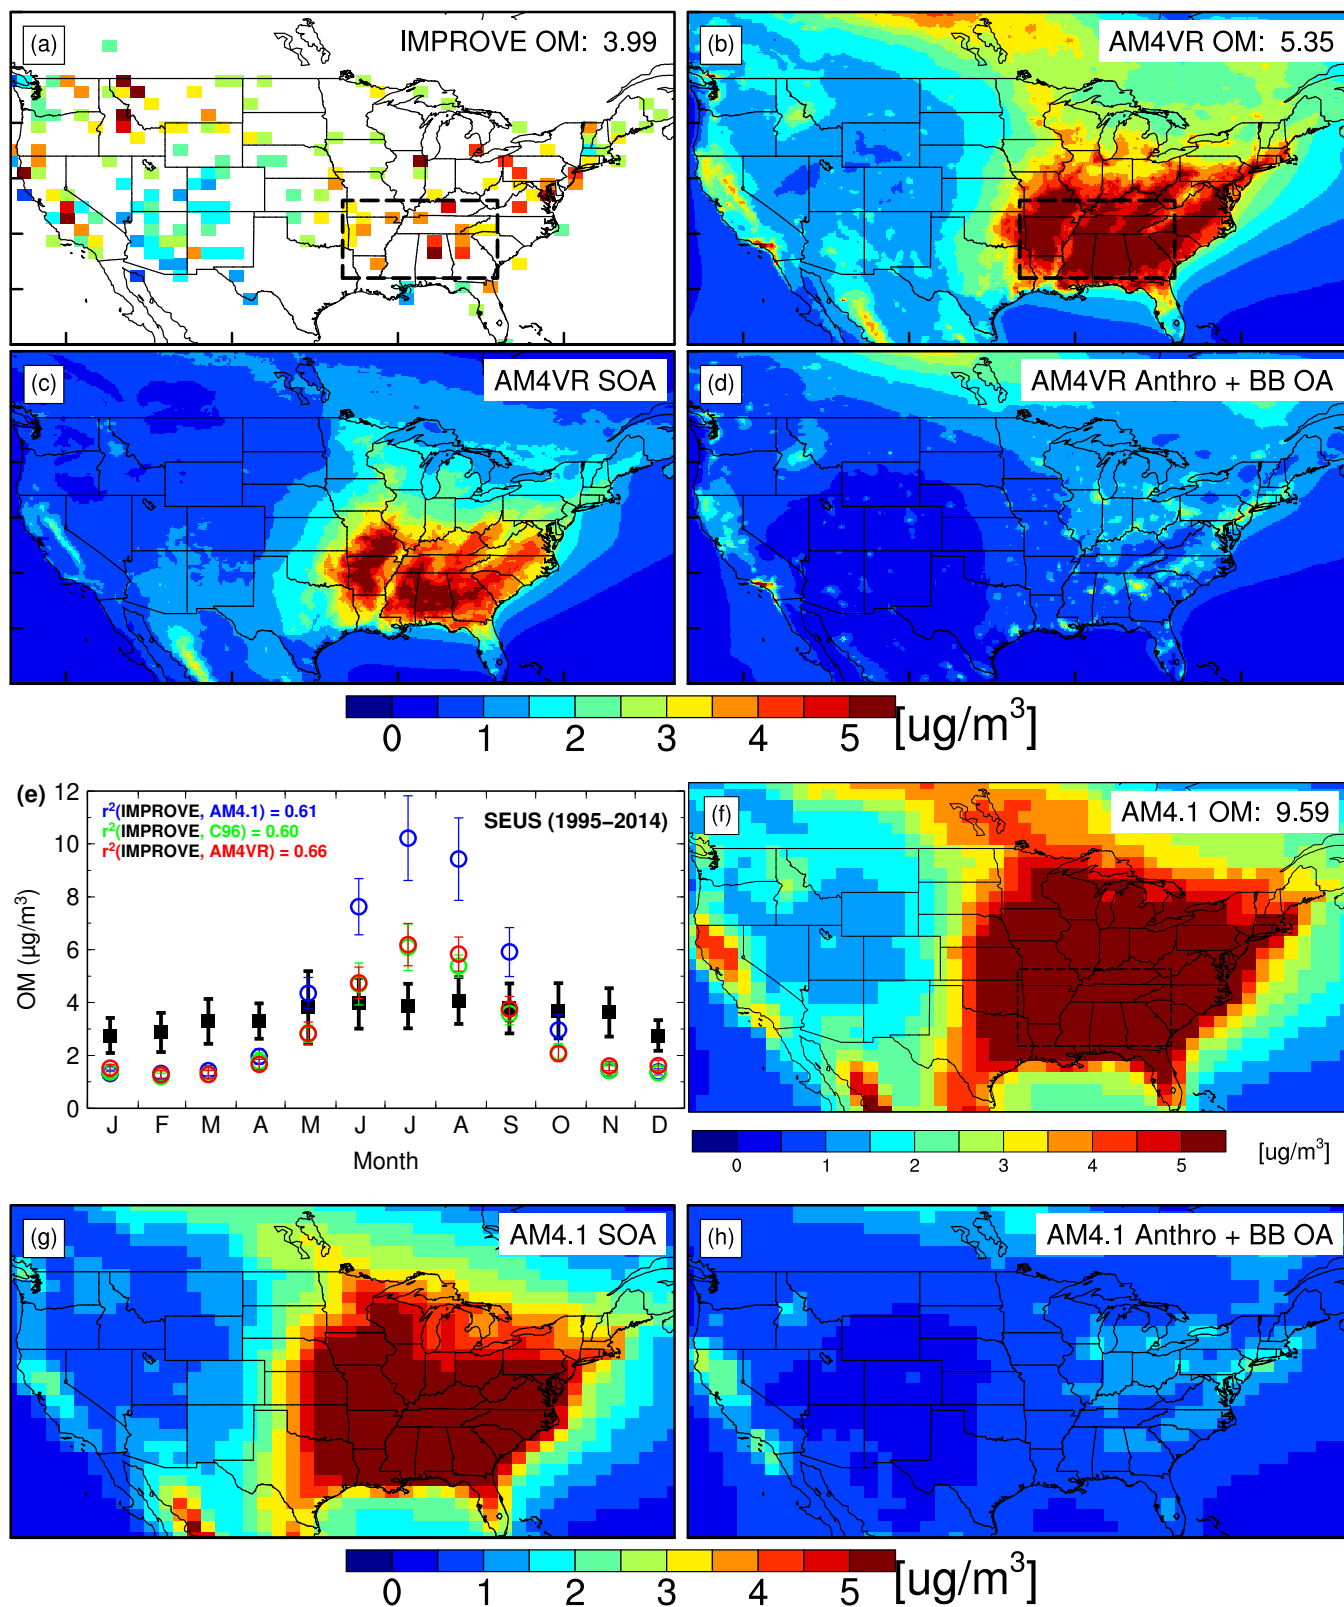 (a)
IMPROVE OM: 3.99
(b)
AM4VR OM: 5.35
(c)
AM4VR SOA
(d)
AM4VR Anthro + BB OA
0 1 2 3 4 5 [ug/m³]
(e)
12
10
8
6
4
2
0
OM (µg/m³)
r²(IMPROVE, AM4.1) = 0.61
r²(IMPROVE, C96) = 0.60
r²(IMPROVE, AM4VR) = 0.66
SEUS (1995−2014)
J F M A M J J A S O N D
Month
(f)
AM4.1 OM: 9.59
0 1 2 3 4 5 [ug/m³]
(g)
AM4.1 SOA
(h)
AM4.1 Anthro + BB OA
0 1 2 3 4 5 [ug/m³]